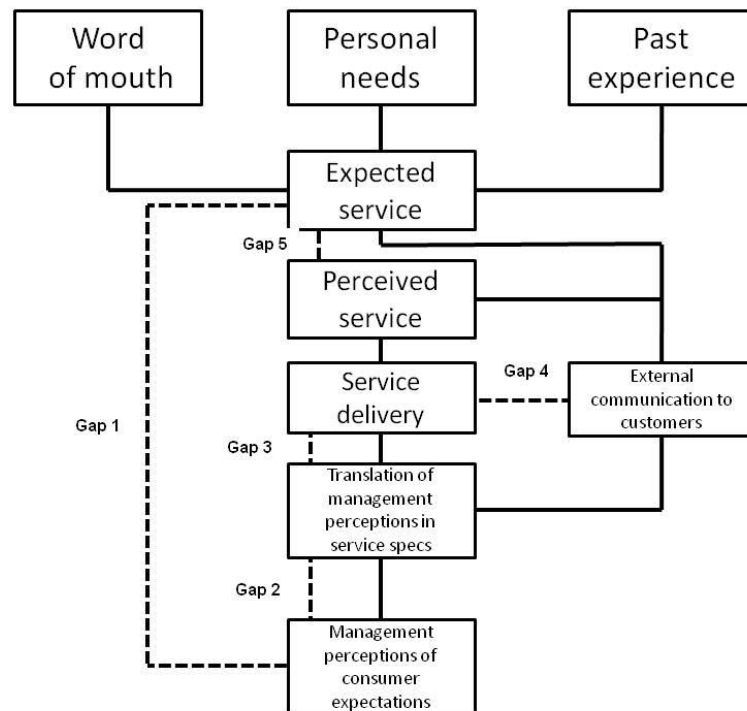 Word
of mouth
Personal
needs
Past
experience
Expected
service
Gap 5
Perceived
service
Service
delivery
Gap 4
External
communication to
customers
Gap 1
Gap 3
Translation of
management
perceptions in
service specs
Gap 2
Management
perceptions of
consumer
expectations